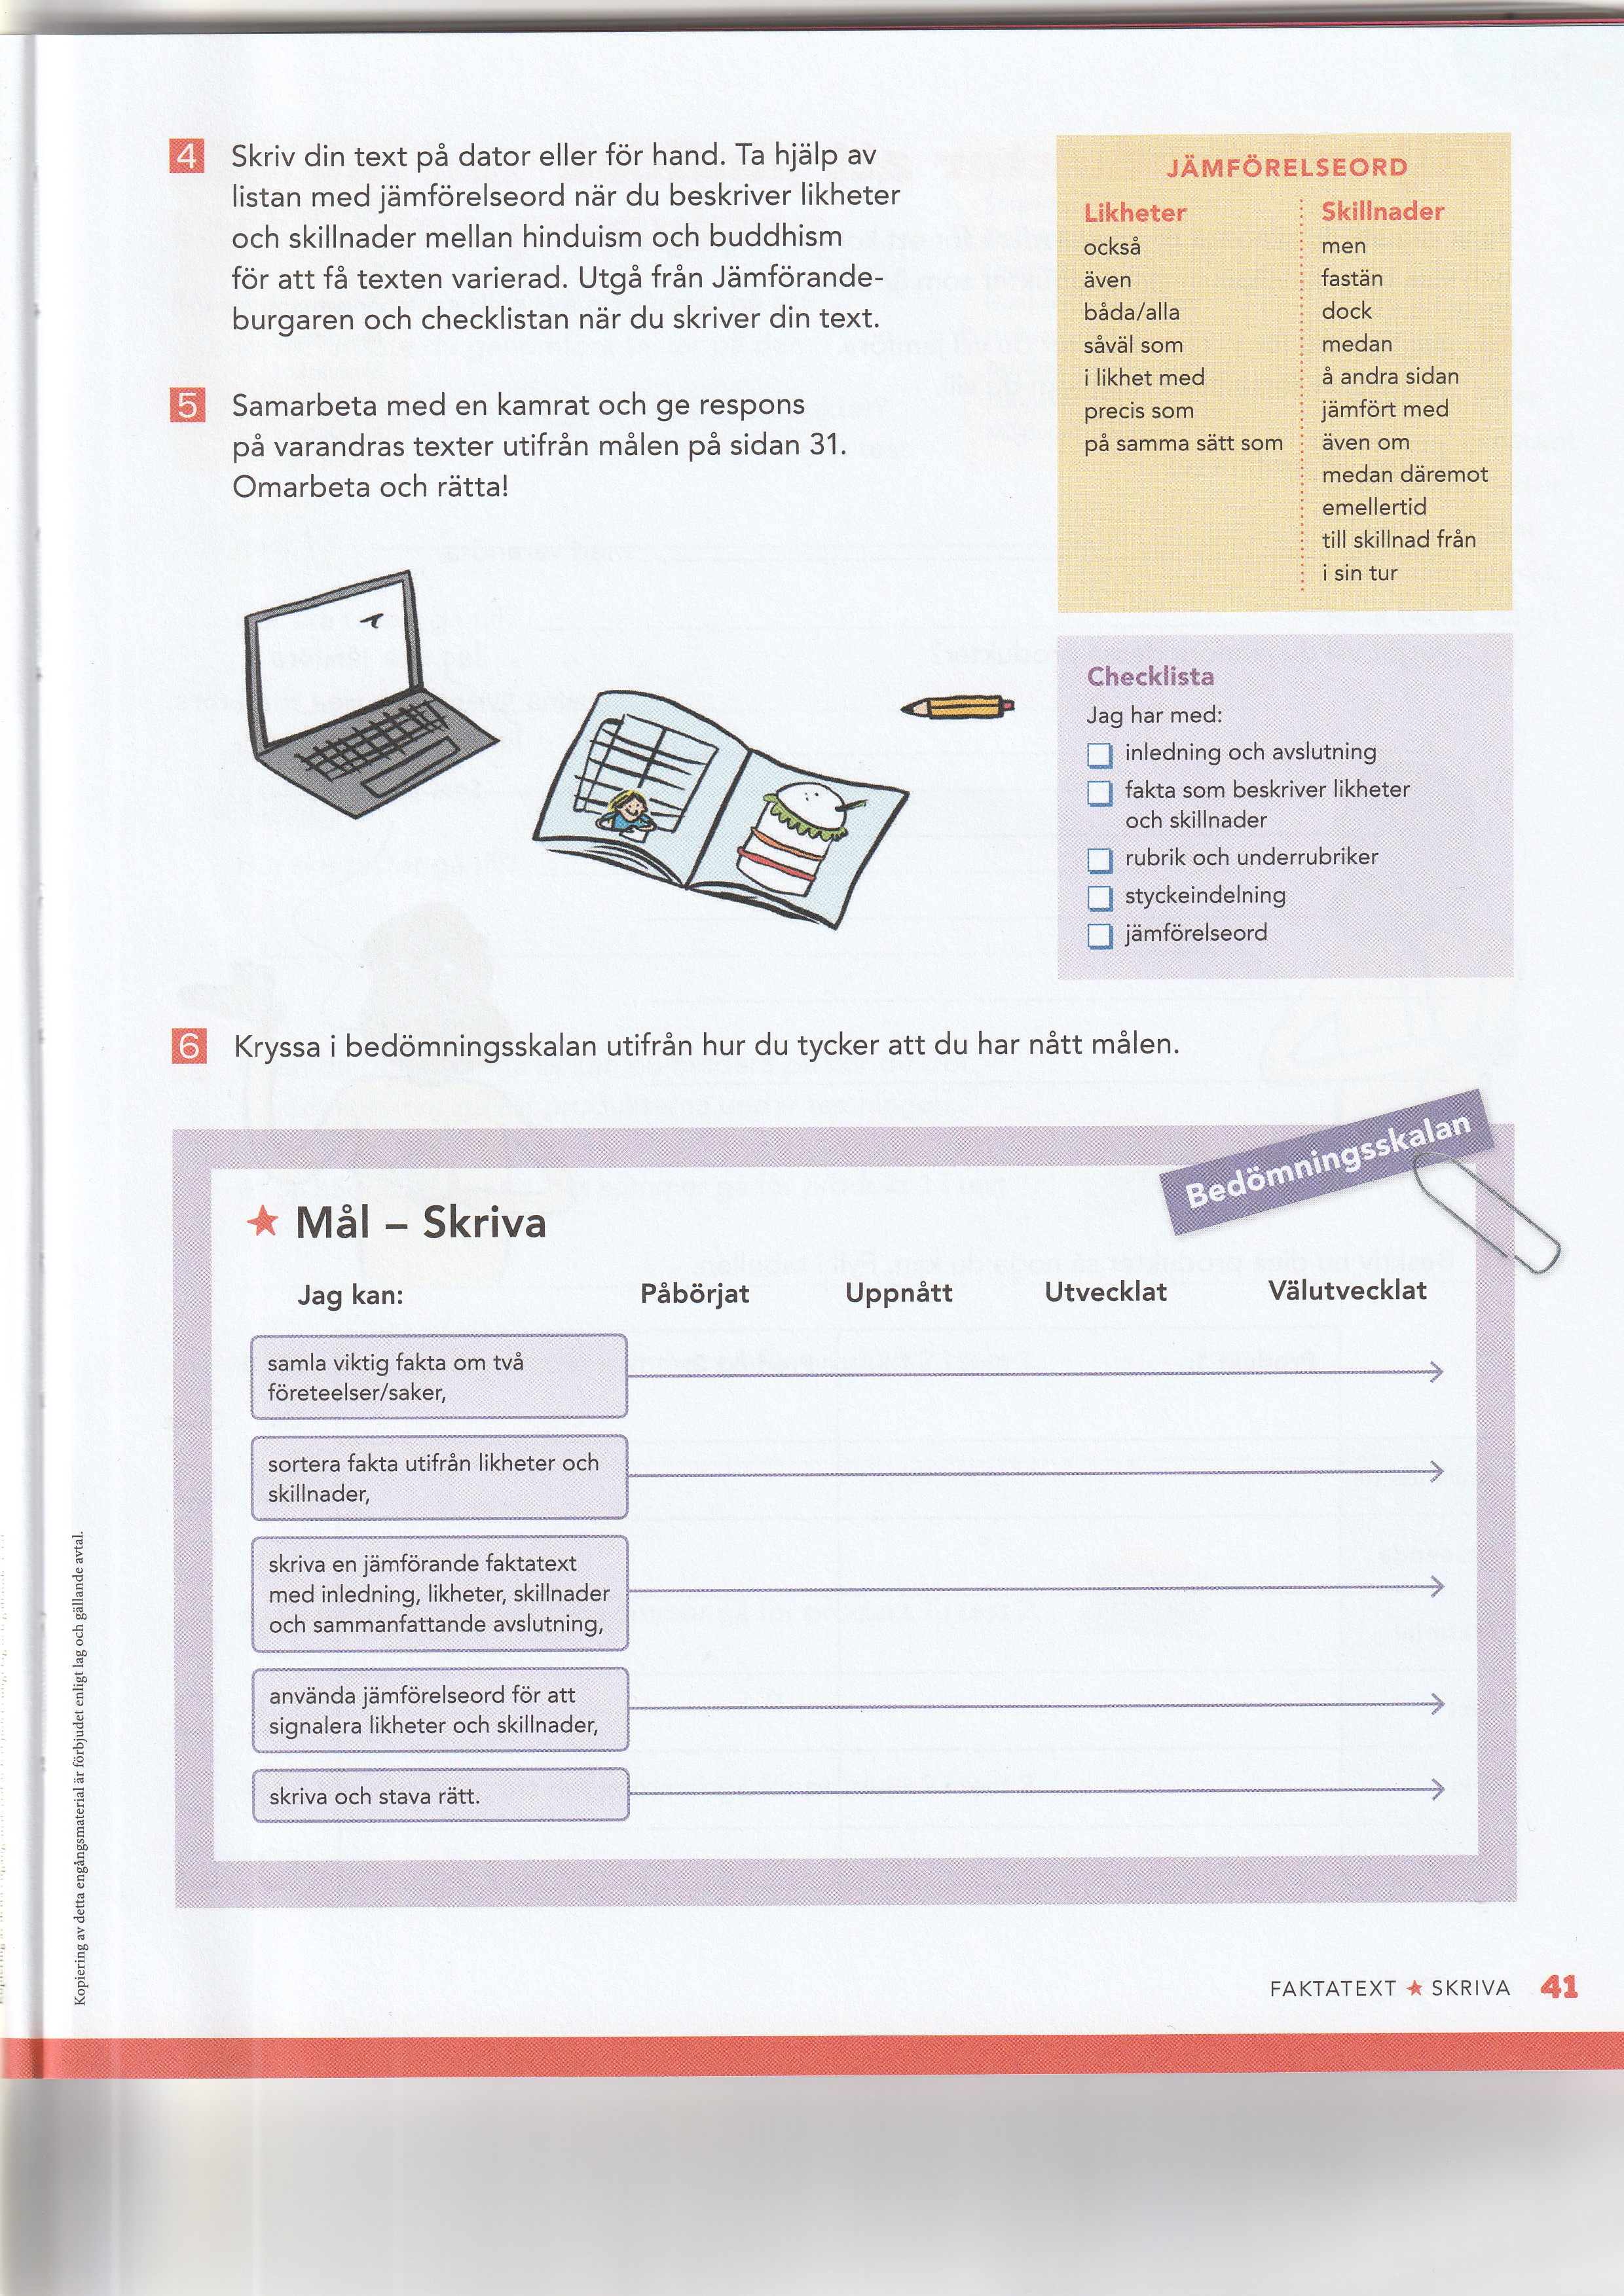 4 Skriv din text på dator eller för hand. Ta hjälp av
listan med jämförelseord när du beskriver likheter
och skillnader mellan hinduism och buddhism
för att få texten varierad. Utgå från Jämförande-
burgaren och checklistan när du skriver din text.
5 Samarbeta med en kamrat och ge respons
på varandras texter utifrån målen på sidan 31.
Omarbeta och rätta!
JÄMFÖRELSEORD
Likheter
också
även
båda/alla
såväl som
i likhet med
precis som
på samma sätt som
Skillnader
men
fastän
dock
medan
å andra sidan
jämfört med
även om
medan däremot
emellertid
till skillnad från
i sin tur
Checklista
Jag har med:
inledning och avslutning
fakta som beskriver likheter
och skillnader
rubrik och underrubriker
styckeindelning
jämförelseord
6 Kryssa i bedömningsskalan utifrån hur du tycker att du har nått målen.
Bedömningsskalan
Mål – Skriva
Jag kan: Påbörjat Uppnått Utvecklat Välutvecklat
samla viktig fakta om två
företeelser/saker,
sortera fakta utifrån likheter och
skillnader,
skriva en jämförande faktatext
med inledning, likheter, skillnader
och sammanfattande avslutning,
använda jämförelseord för att
signalera likheter och skillnader,
skriva och stava rätt.
Kopiering av detta engångsmaterial är förbjudet enligt lag och gällande avtal.
FAKTATEXT ★ SKRIVA 41